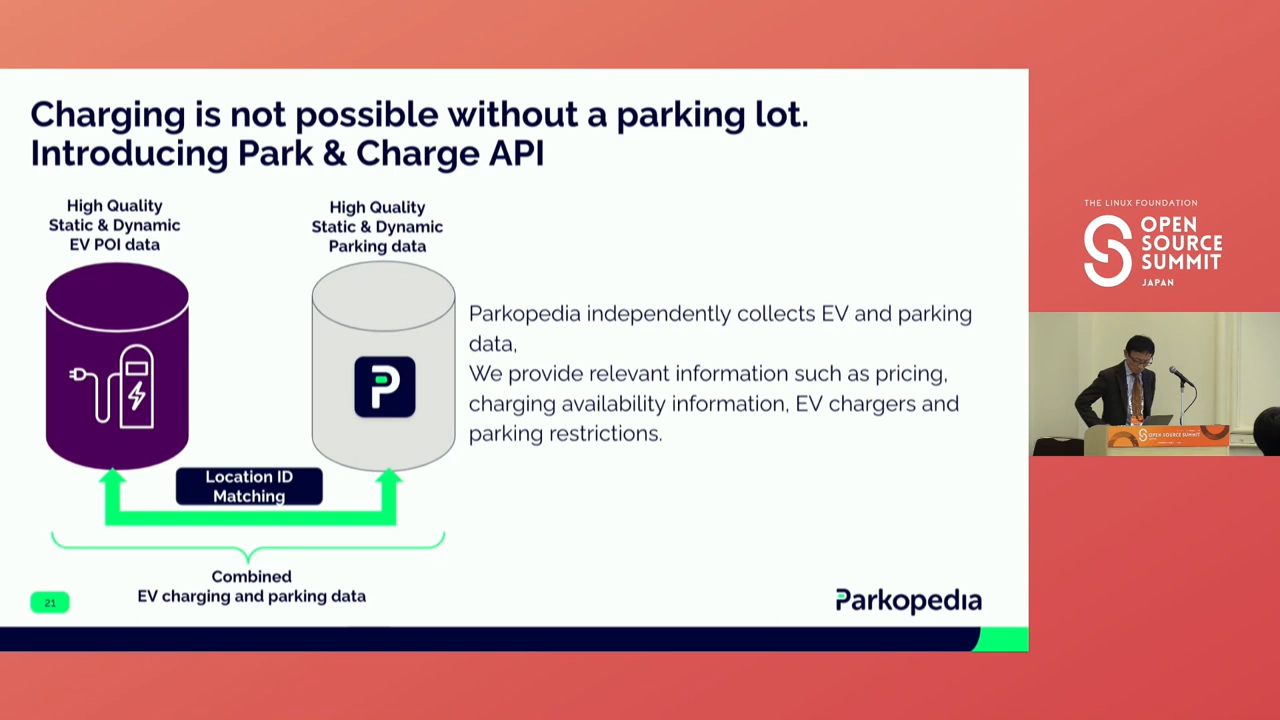 Charging is not possible without a parking lot.
Introducing Park & Charge API
High Quality
Static & Dynamic
EV POI data
High Quality
Static & Dynamic
Parking data
Parkopedia independently collects EV and parking
data,
We provide relevant information such as pricing,
charging availability information, EV chargers and
parking restrictions.
Location ID
Matching
Combined
EV charging and parking data
21
Parkopedia
THE LINUX FOUNDATION
OPEN
SOURCE
SUMMIT
JAPAN
OPEN SOURCE SUMMIT